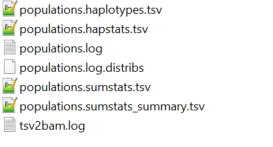 populations.haplotypes.tsv
populations.hapstats.tsv
populations.log
populations.log.distribs
populations.sumstats.tsv
populations.sumstats_summary.tsv
tsv2bam.log